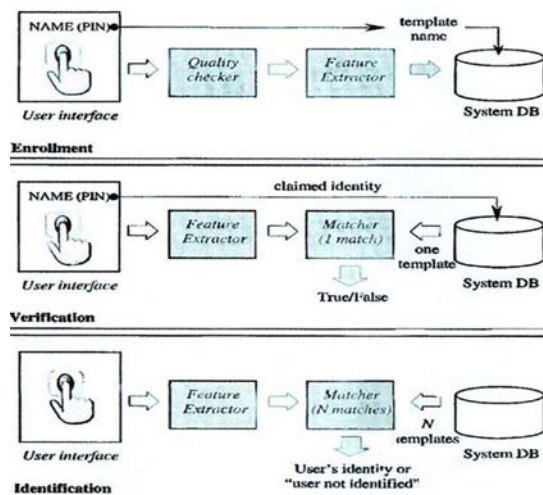 NAME (PIN)
template
name
Quality
checker
Feature
Extractor
User interface
System DB
Enrollment
NAME (PIN)
claimed identity
Feature
Extractor
Matcher
(1 match)
one
template
User interface
True/False
System DB
Verification
Feature
Extractor
Matcher
(N matches)
N
templates
User interface
System DB
User's identity or
"user not identified"
Identification